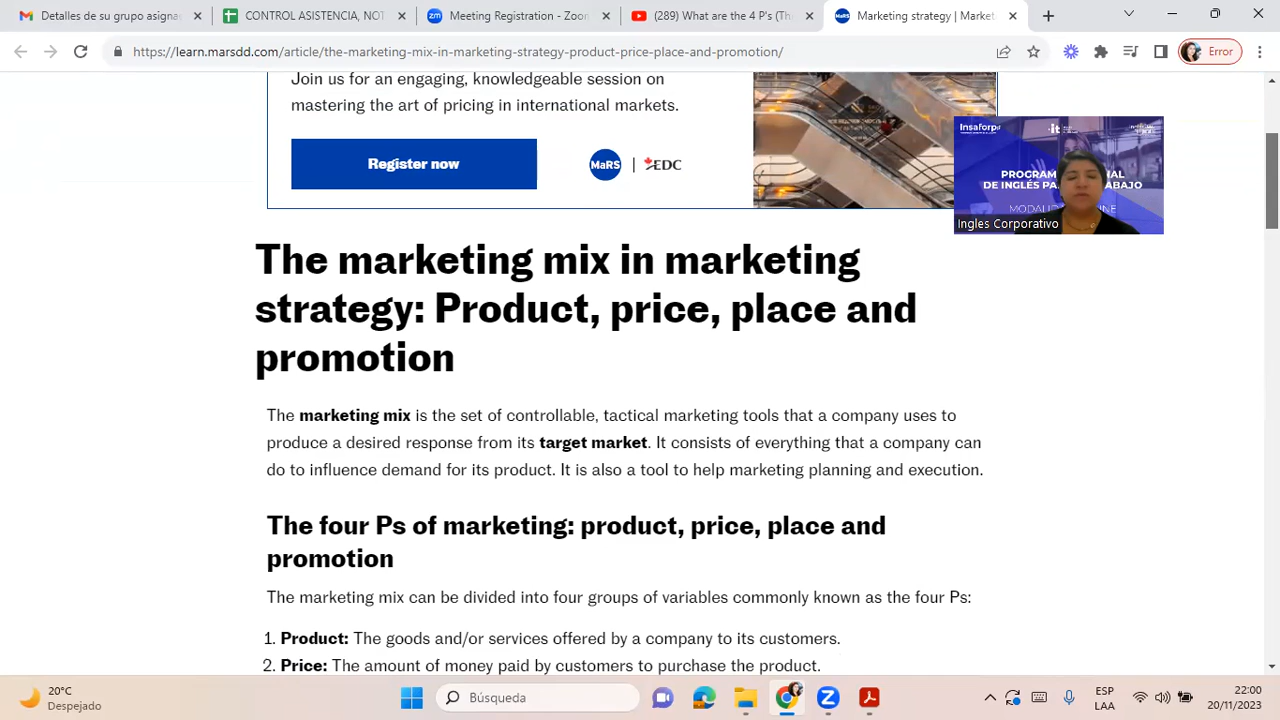 Detalles de su designa
CONTROL ASISTENCIA, NOT
Meeting Registration -
(289) What are the 4 P's (Th
Marketing strategy | Market
https://learn.marsdd.com/article/the-marketing-mix-in-marketing-strategy-product-price-place-and-promotion/
Error
Join us for an engaging, knowledgeable session on
mastering the art of pricing in international markets.
Register now
MaRS
EDC
Insaforp
it
PROGRAM
NAL
DE INGLÉS PA
ABAJO
Ingles Corporativo
The marketing mix in marketing
strategy: Product, price, place and
promotion
The marketing mix is the set of controllable, tactical marketing tools that a company uses to
produce a desired response from its target market. It consists of everything that a company can
do to influence demand for its product. It is also a tool to help marketing planning and execution.
The four Ps of marketing: product, price, place and
promotion
The marketing mix can be divided into four groups of variables commonly known as the four Ps:
1. Product: The goods and/or services offered by a company to its customers.
2. Price: The amount of money paid by customers to purchase the product.
20°C
Despejado
Búsqueda
ESP
LAA
22:00
20/11/2023